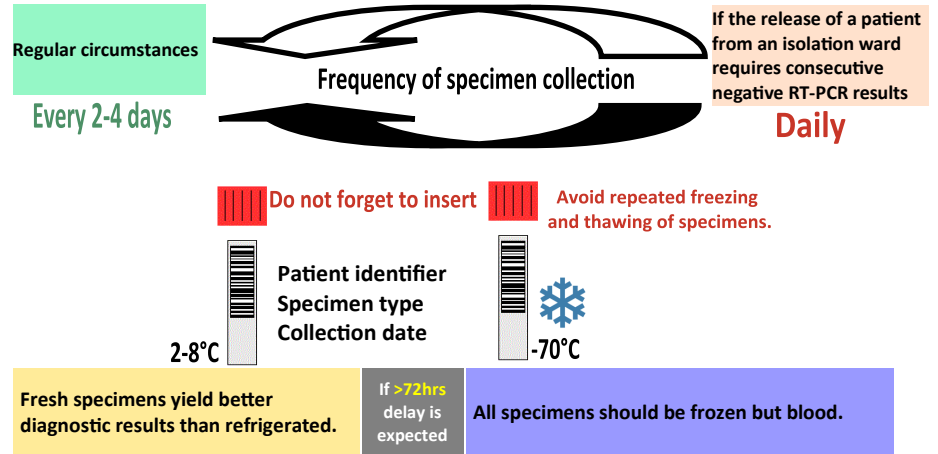 Regular circumstances
Every 2-4 days
Frequency of specimen collection
If the release of a patient
from an isolation ward
requires consecutive
negative RT-PCR results
Daily
Do not forget to insert
Avoid repeated freezing
and thawing of specimens.
Patient identifier
Specimen type
Collection date
2-8°C
-70°C
Fresh specimens yield better
diagnostic results than refrigerated.
If >72hrs
delay is
expected
All specimens should be frozen but blood.